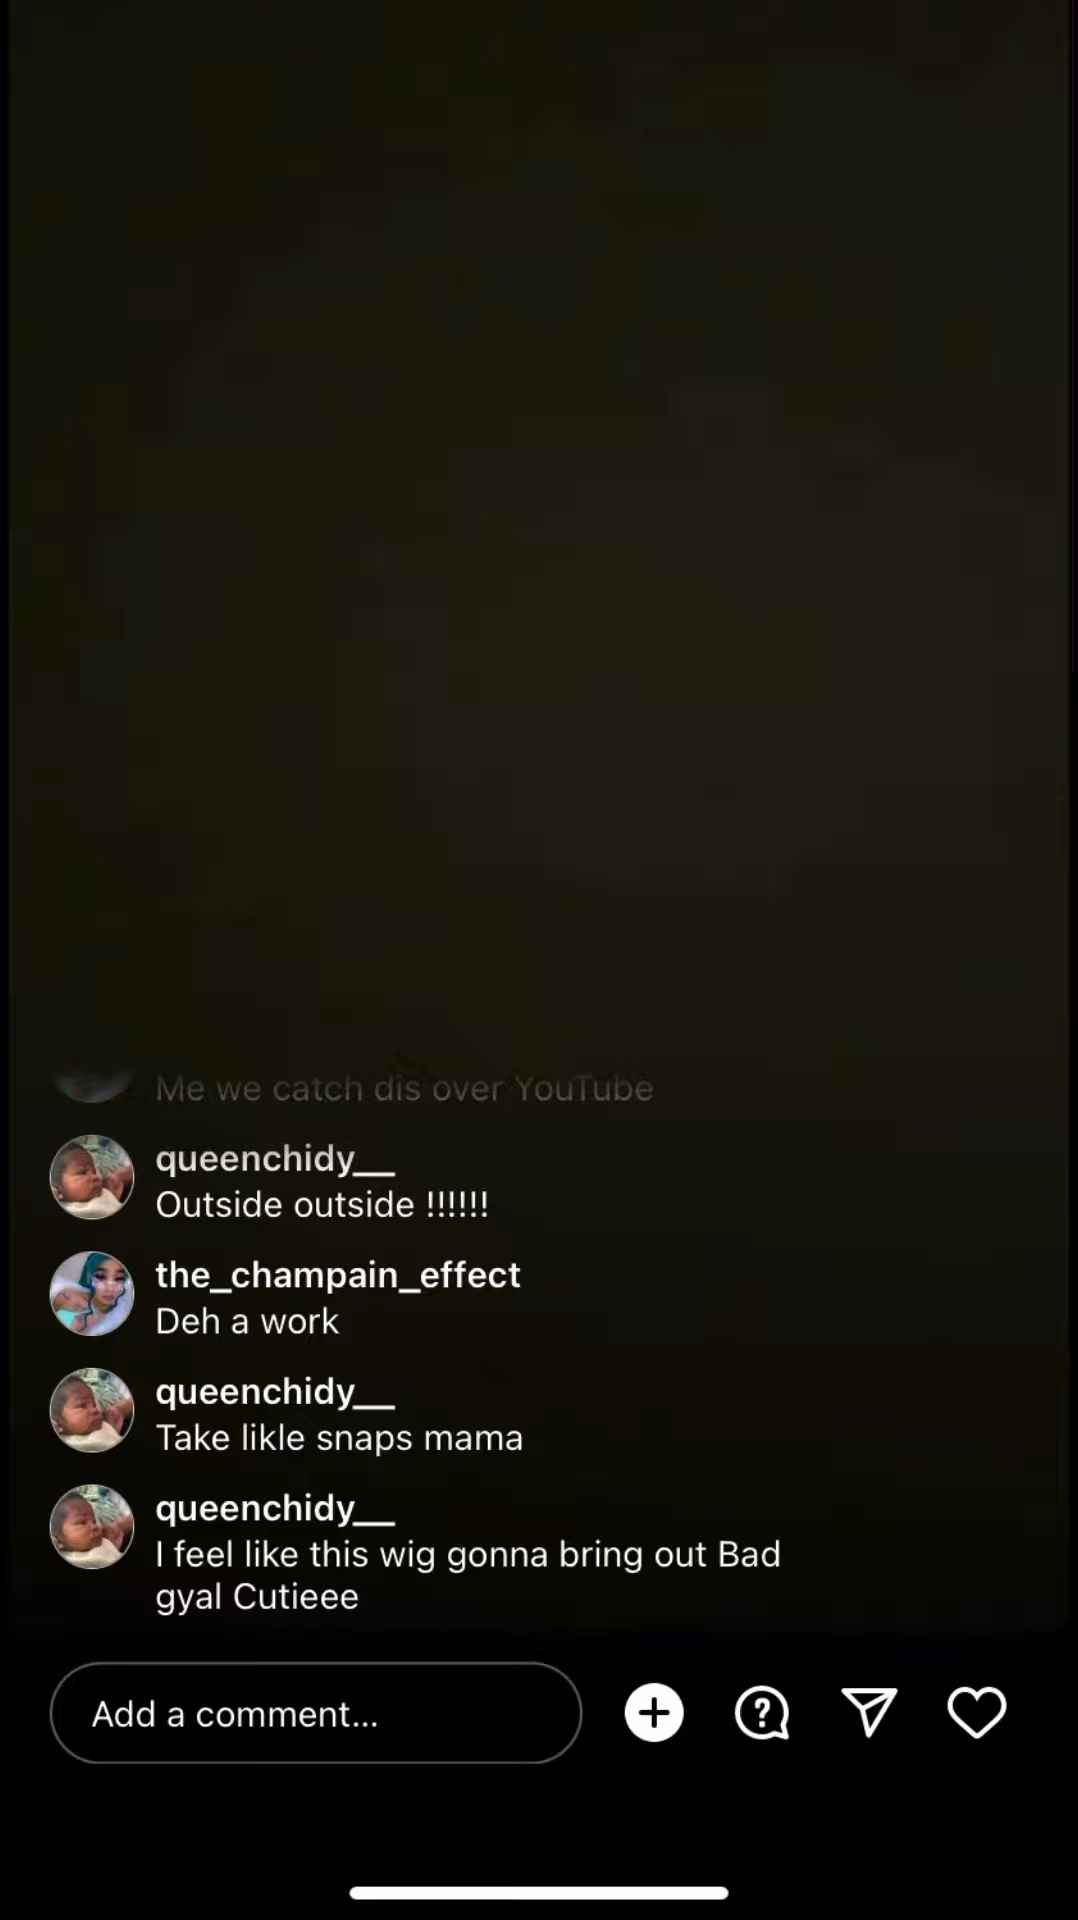 Me we catch dis over YouTube
queenchidy__
Outside outside !!!!!!
the_champain_effect
Deh a work
queenchidy__
Take likle snaps mama
queenchidy__
I feel like this wig gonna bring out Bad
gyal Cutieee
Add a comment...